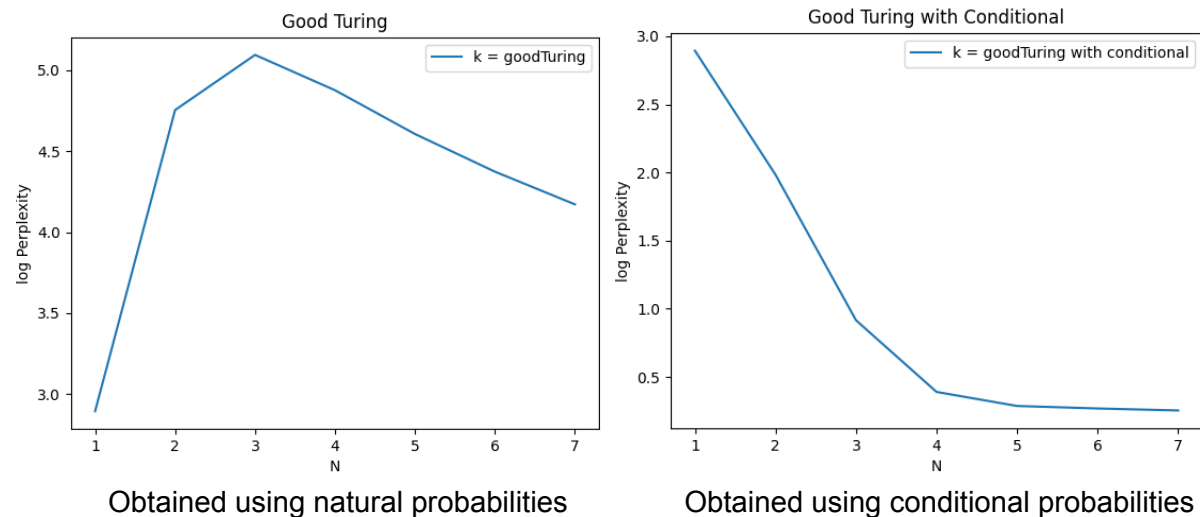 Good Turing
k = goodTuring
log Perplexity
5.0
4.5
4.0
3.5
3.0
1 2 3 4 5 6 7
N
Obtained using natural probabilities
Good Turing with Conditional
k = goodTuring with conditional
log Perplexity
3.0
2.5
2.0
1.5
1.0
0.5
1 2 3 4 5 6 7
N
Obtained using conditional probabilities